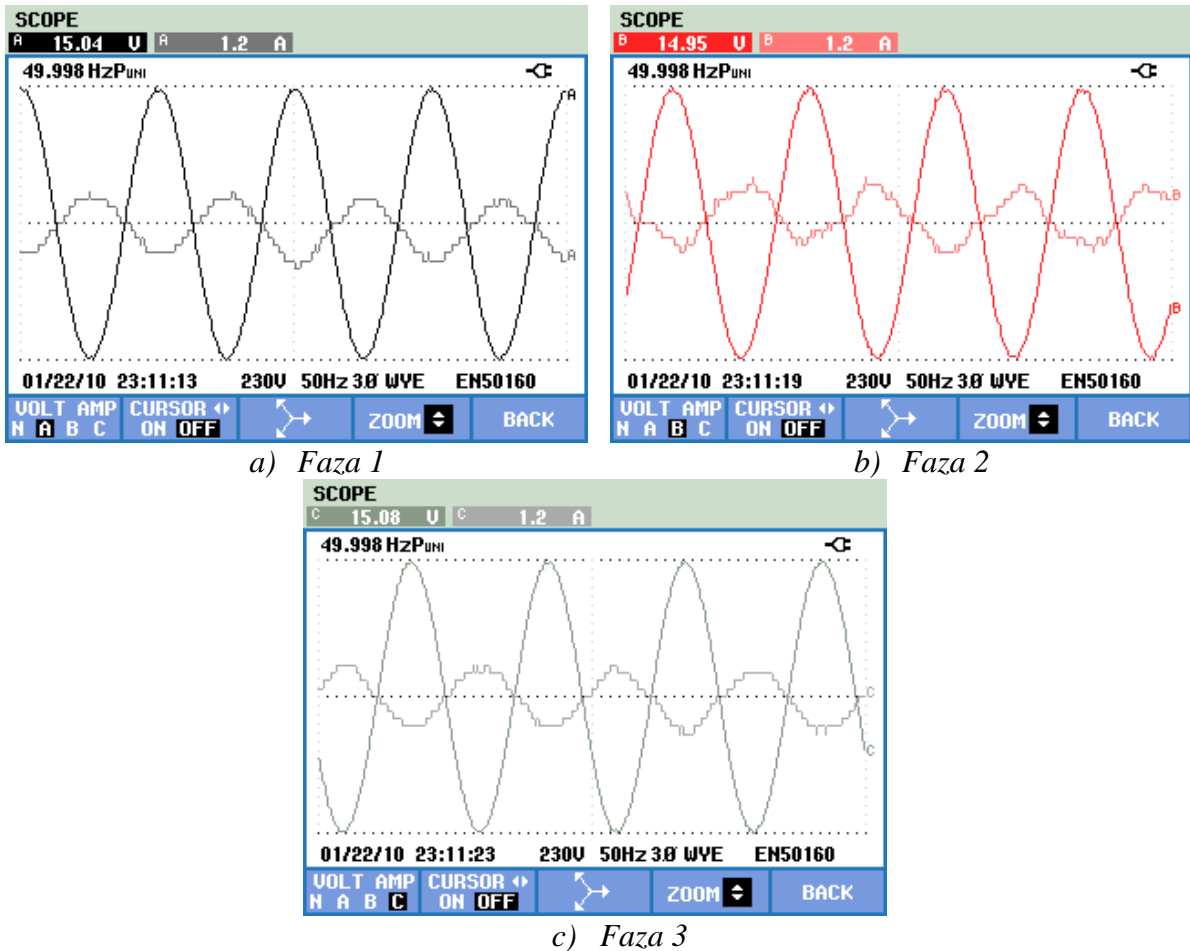 SCOPE
A 15.04 V A 1.2 A
49.998 HzPUNI
A
A
01/22/10 23:11:13 230V 50Hz 3Ø WYE EN50160
VOLT AMP CURSOR
N A B C ON OFF ZOOM BACK
a) Faza 1
SCOPE
B 14.95 V B 1.2 A
49.998 HzPUNI
B
B
01/22/10 23:11:19 230V 50Hz 3Ø WYE EN50160
VOLT AMP CURSOR
N A B C ON OFF ZOOM BACK
b) Faza 2
SCOPE
C 15.08 V C 1.2 A
49.998 HzPUNI
C
C
01/22/10 23:11:23 230V 50Hz 3Ø WYE EN50160
VOLT AMP CURSOR
N A B C ON OFF ZOOM BACK
c) Faza 3